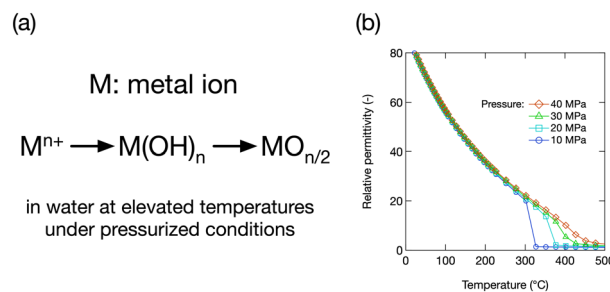 (a)
M: metal ion
Mⁿ⁺ → M(OH)ₙ → MOₙ/₂
in water at elevated temperatures
under pressurized conditions
(b)
Relative permittivity (-)
80
60
40
20
0
Pressure:
40 MPa
30 MPa
20 MPa
10 MPa
0 100 200 300 400 500
Temperature (°C)